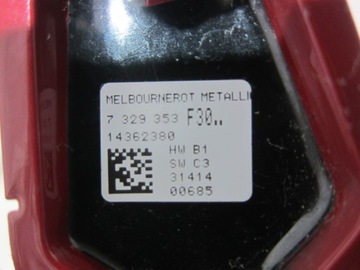 MELBOURNEROT METALLI
7 329 353 F30..
14362380
HW B1
SW C3
31414
00685